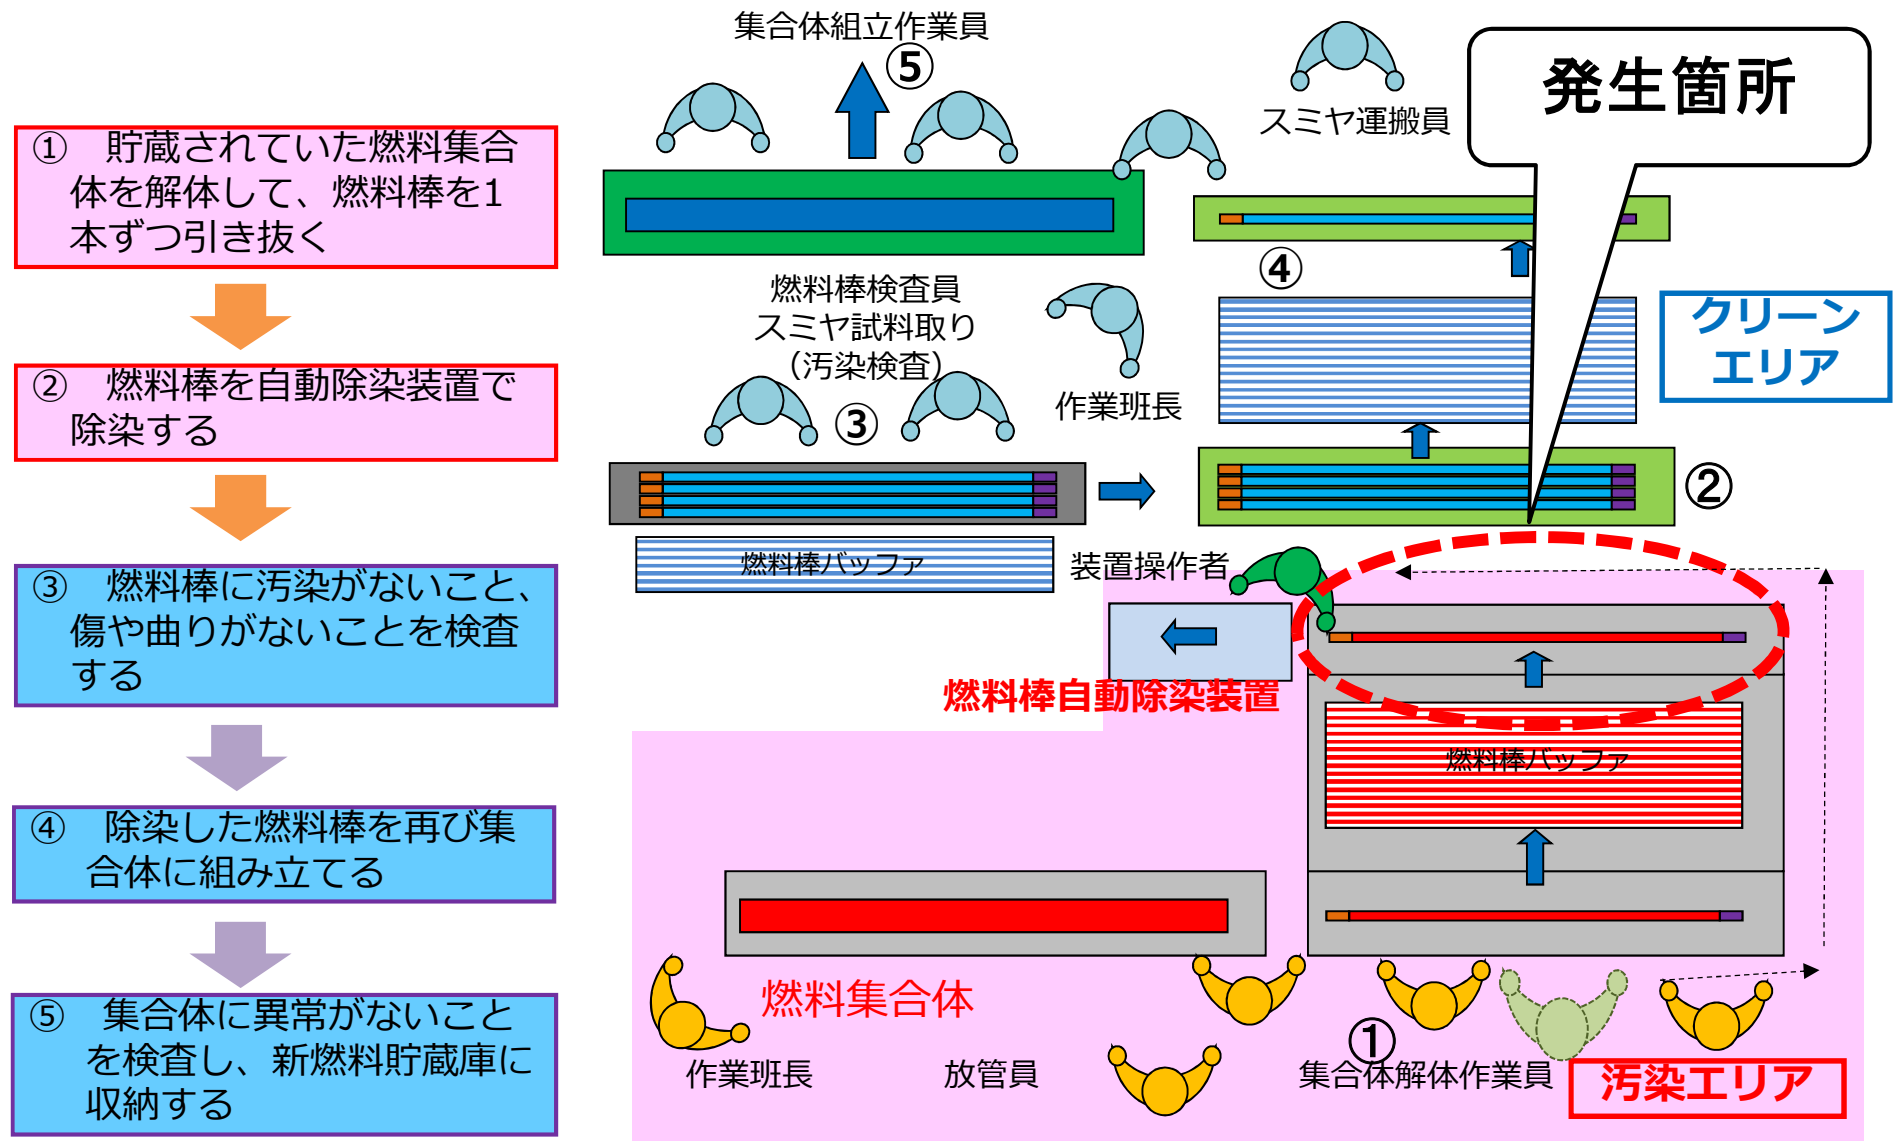 ① 貯蔵されていた燃料集合
体を解体して、燃料棒を1
本ずつ引き抜く
② 燃料棒を自動除染装置で
除染する
③ 燃料棒に汚染がないこと、
傷や曲りがないことを検査
する
④ 除染した燃料棒を再び集
合体に組み立てる
⑤ 集合体に異常がないこと
を検査し、新燃料貯蔵庫に
収納する
集合体組立作業員
⑤
スミヤ運搬員
発生箇所
④
燃料棒検査員
スミヤ試料取り
（汚染検査）
作業班長
クリーン
エリア
③
②
燃料棒バッファ
装置操作者
燃料棒自動除染装置
燃料棒バッファ
燃料集合体
①
作業班長
放管員
集合体解体作業員
汚染エリア